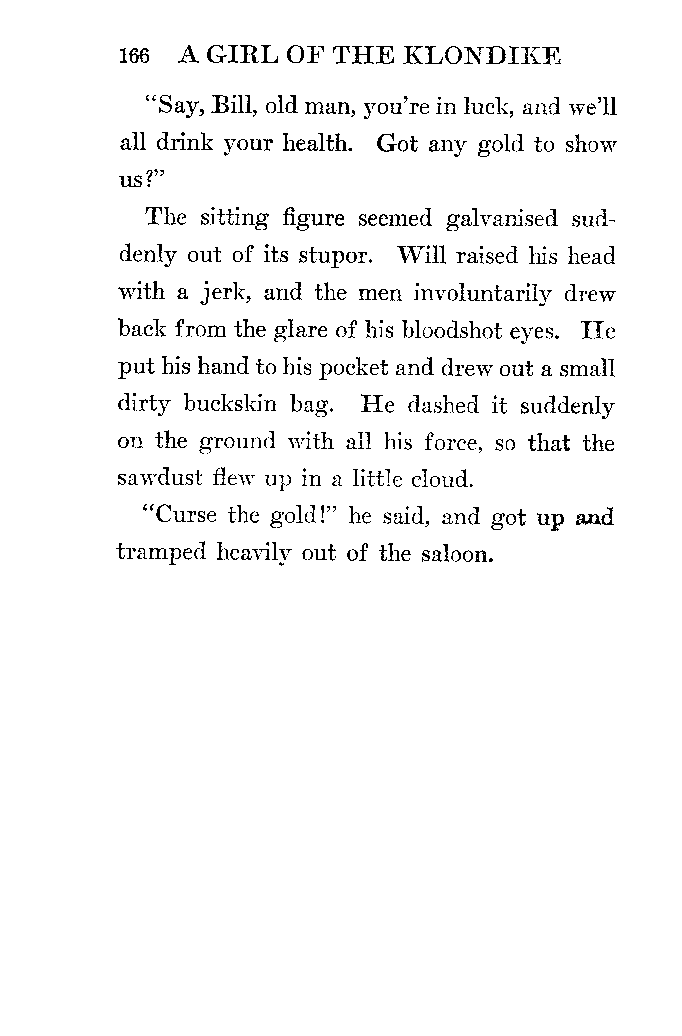 166 A GIRL OF THE KLONDIKE
“Say, Bill, old man, you’re in luck, and we’ll
all drink your health. Got any gold to show
us?”
The sitting figure seemed galvanised sud-
denly out of its stupor. Will raised his head
with a jerk, and the men involuntarily drew
back from the glare of his bloodshot eyes. He
put his hand to his pocket and drew out a small
dirty buckskin bag. He dashed it suddenly
on the ground with all his force, so that the
sawdust flew up in a little cloud.
“Curse the gold!” he said, and got up and
tramped heavily out of the saloon.